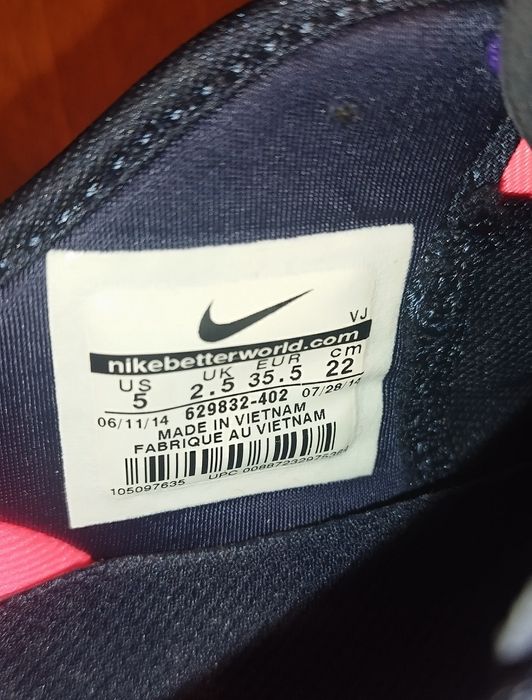 VJ
nikebetterworld.com
US UK EUR cm
5 2.5 35.5 22
06/11/14 629832-402 07/28/14
MADE IN VIETNAM
FABRIQUE AU VIETNAM
105097635 UPC